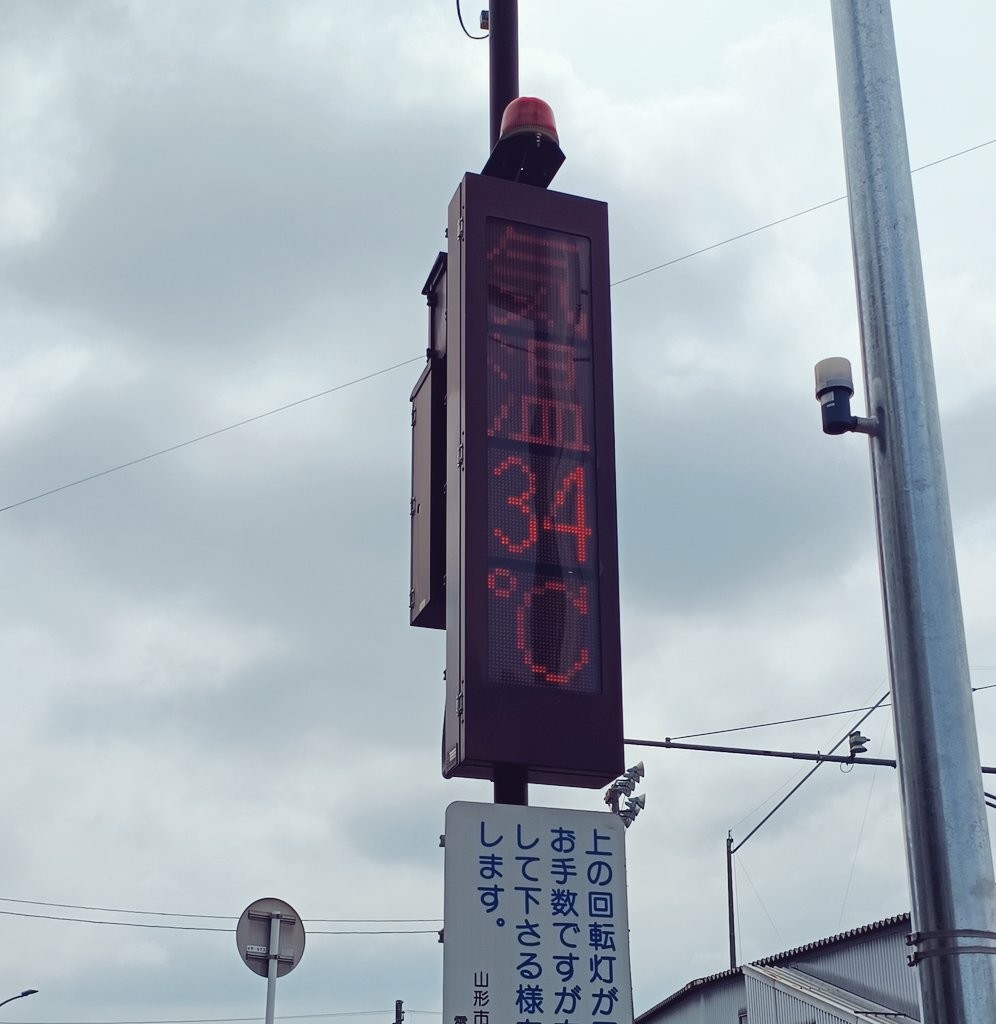 気温
34
℃
上の回転灯が
お手数ですが
して下さる様
します。
山形市